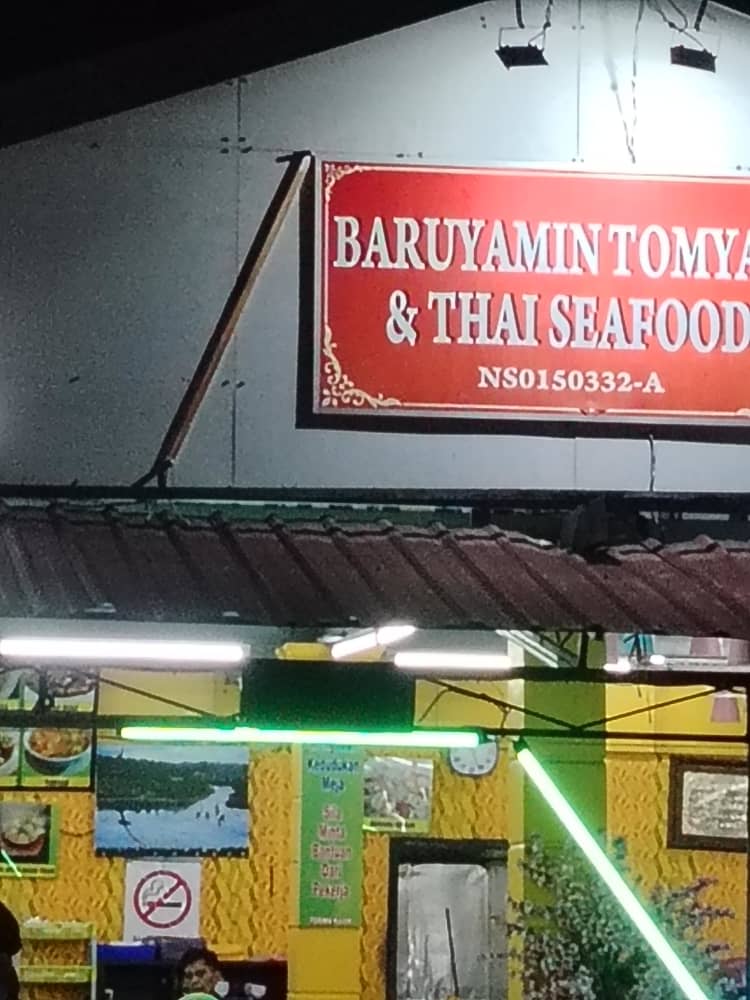 BARUYAMIN TOMYA
& THAI SEAFOOD
NS0150332-A
Kedudukan
Meja
Sila
Minta
Bantuan
Dari
Pekerja